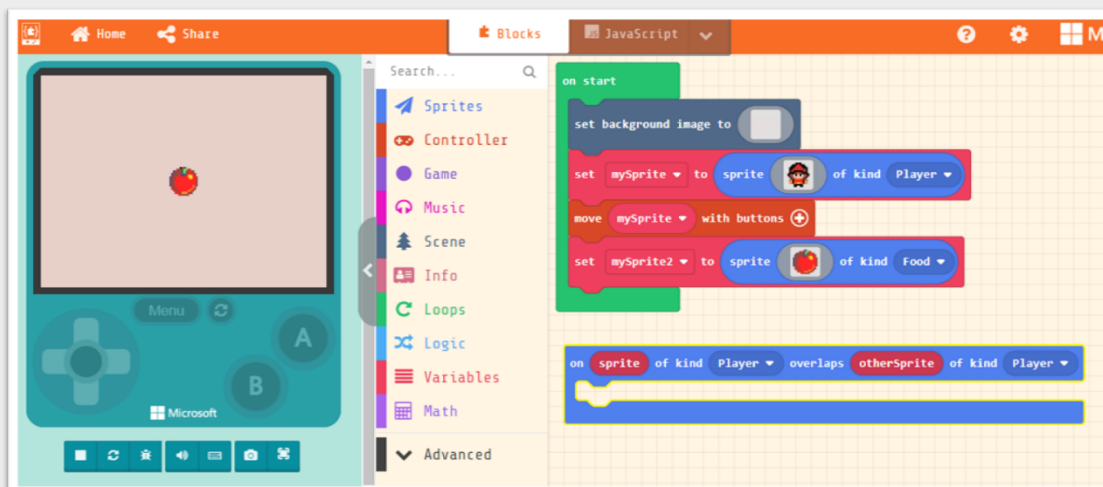 Home Share Blocks JavaScript M
Search...
Sprites
Controller
Game
Music
Scene
Info
Loops
Logic
Variables
Math
Advanced
Menu
A
B
Microsoft
on start
set background image to
set mySprite to sprite of kind Player
move mySprite with buttons
set mySprite2 to sprite of kind Food
on sprite of kind Player overlaps otherSprite of kind Player